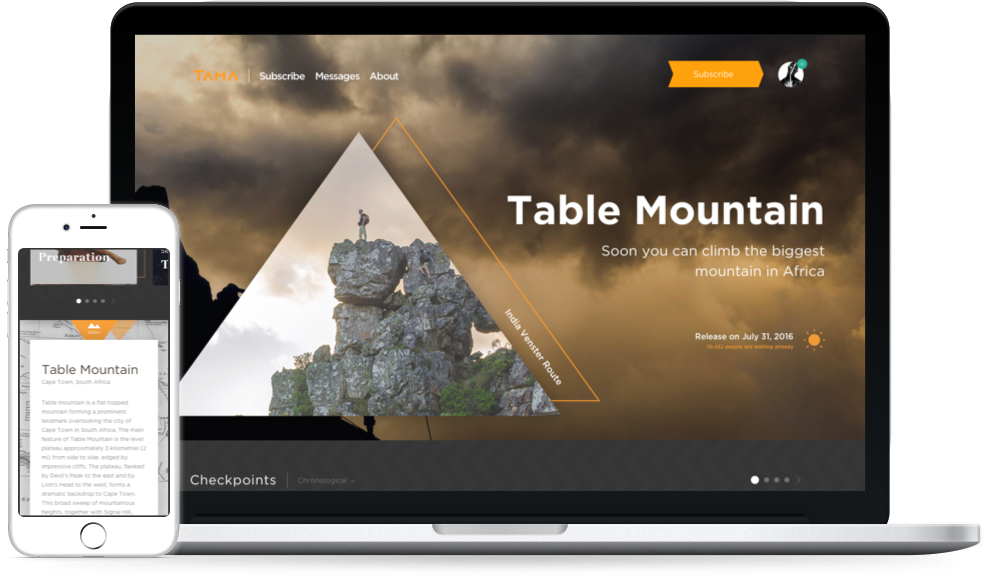 TAMA
Subscribe Messages About
Subscribe
Table Mountain
Soon you can climb the biggest
mountain in Africa
India Venster Route
Release on July 31, 2016
people are waiting already
Checkpoints
Chronological
Preparation
T
Table Mountain
Cape Town, South Africa
Table mountain is a flat-topped
mountain forming a prominent
landmark overlooking the city of
Cape Town in South Africa. The main
feature of Table Mountain is the level
plateau approximately 3 kilometres (2
mi) from side to side, edged by
impressive cliffs. The plateau, flanked
by Devil's Peak to the east and by
Lion's Head to the west, forms a
dramatic backdrop to Cape Town.
This broad sweep of mountainous
heights, together with Signal Hill,